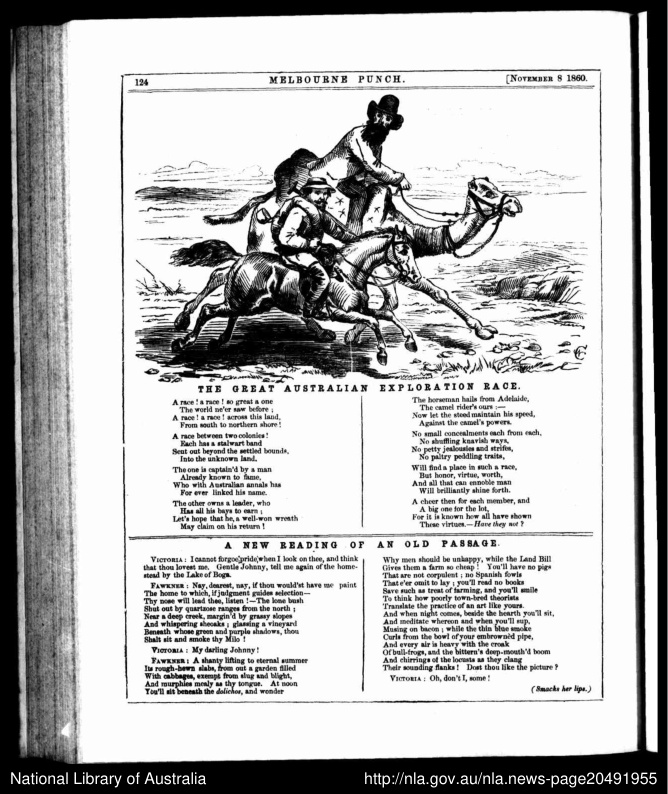 124
MELBOURNE PUNCH.
[NOVEMBER 8 1860.
THE GREAT AUSTRALIAN EXPLORATION RACE.
A race! a race! so great a one
The world ne'er saw before;
A race! a race! across this land,
From south to northern shore!
A race between two colonies!
Each has a stalwart band
Sent out beyond the settled bounds,
Into the unknown land.
The one is captain'd by a man
Already known to fame,
Who with Australian annals has
For ever linked his name.
The other owns a leader, who
Has all his bays to earn;
Let's hope that he, a well-won wreath
May claim on his return!
The horseman hails from Adelaide,
The camel rider's ours:—
Now let the steed maintain his speed,
Against the camel's powers.
No small concealments each from each,
No shuffling knavish ways,
No petty jealousies and strifes,
No paltry peddling traits,
Will find a place in such a race,
But honor, virtue, worth,
And all that can ennoble man
Will brilliantly shine forth.
A cheer then for each member, and
A big one for the lot,
For it is known how all have shown
These virtues.—Have they not?
A NEW READING OF AN OLD PASSAGE.
VICTORIA: I cannot forgoe pride when I look on thee, and think
that thou lovest me. Gentle Johnny, tell me again of the home-
stead by the Lake of Boga.
FAWKNER: Nay, dearest, nay, if thou would'st have me paint
The home to which, if judgment guides selection—
Thy nose will lead thee, listen!—The lone bush
Shut out by quartzose ranges from the north;
Near a deep creek, margin'd by grassy slopes
And whispering sheoaks; glassing a vineyard
Beneath whose green and purple shadows, thou
Shalt sit and smoke thy Milo!
VICTORIA: My darling Johnny!
FAWKNER: A shanty lifting to eternal summer
Its rough-hewn slabs, from out a garden filled
With cabbages, exempt from slug and blight,
And murphies mealy as thy tongue. At noon
You'll sit beneath the dolichos, and wonder
Why men should be unhappy, while the Land Bill
Gives them a farm so cheap! You'll have no pigs
That are not corpulent; no Spanish fowls
That e'er omit to lay; you'll read no books
Save such as treat of farming, and you'll smile
To think how poorly town-bred theorists
Translate the practice of an art like yours.
And when night comes, beside the hearth you'll sit,
And meditate whereon and when you'll sup,
Musing on bacon; while the thin blue smoke
Curls from the bowl of your embrownèd pipe,
And every air is heavy with the croak
Of bull-frogs, and the bittern's deep-mouth'd boom
And chirrings of the locusts as they clang
Their sounding flanks! Dost thou like the picture?
VICTORIA: Oh, don't I, some!
(Smacks her lips.)
National Library of Australia
http://nla.gov.au/nla.news-page20491955